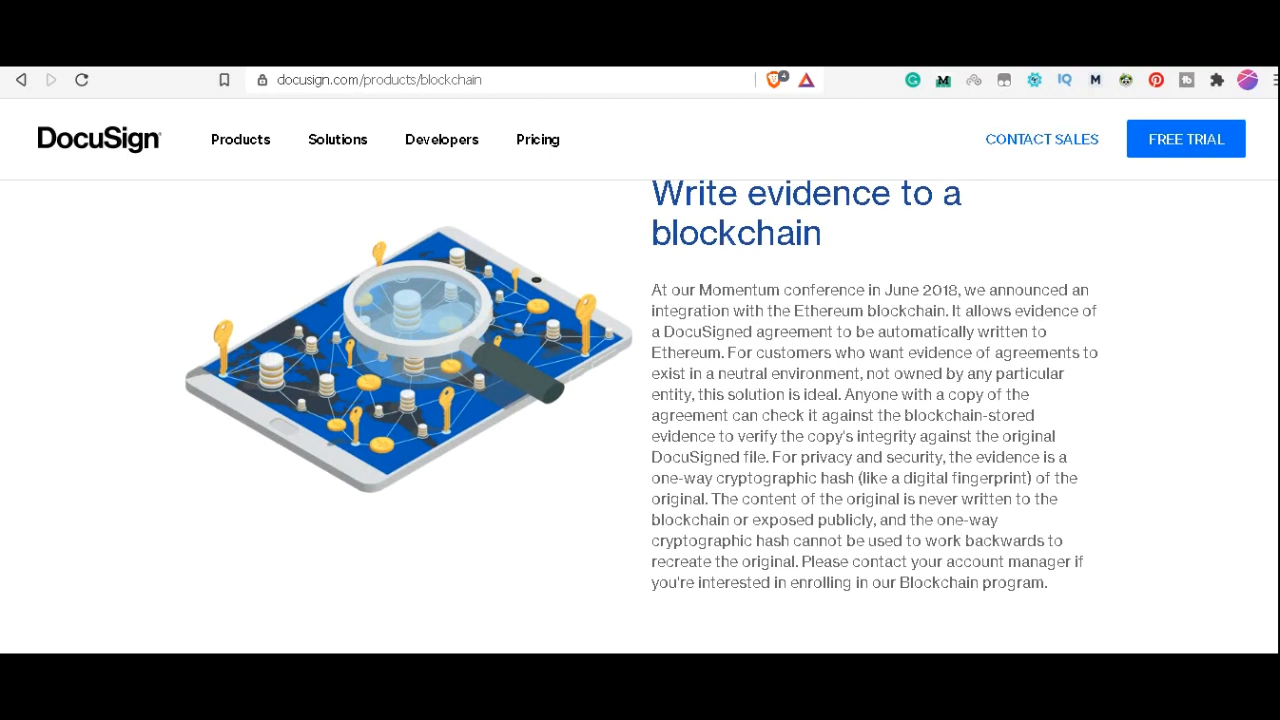 docusign.com/products/blockchain
DocuSign
Products
Solutions
Developers
Pricing
CONTACT SALES
FREE TRIAL
Write evidence to a
blockchain
At our Momentum conference in June 2018, we announced an
integration with the Ethereum blockchain. It allows evidence of
a DocuSigned agreement to be automatically written to
Ethereum. For customers who want evidence of agreements to
exist in a neutral environment, not owned by any particular
entity, this solution is ideal. Anyone with a copy of the
agreement can check it against the blockchain-stored
evidence to verify the copy's integrity against the original
DocuSigned file. For privacy and security, the evidence is a
one-way cryptographic hash (like a digital fingerprint) of the
original. The content of the original is never written to the
blockchain or exposed publicly, and the one-way
cryptographic hash cannot be used to work backwards to
recreate the original. Please contact your account manager if
you're interested in enrolling in our Blockchain program.